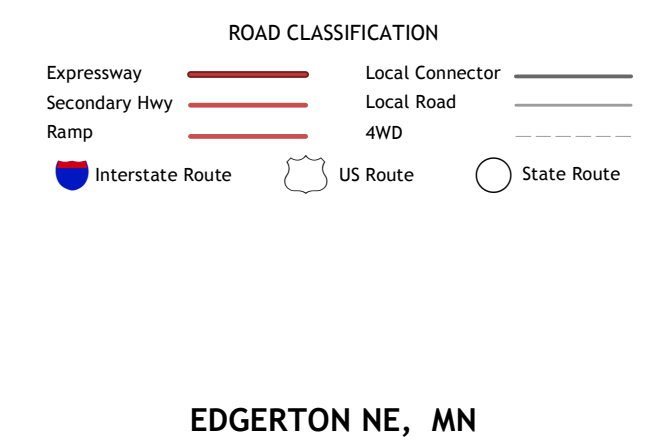 ROAD CLASSIFICATION
Expressway
Secondary Hwy
Ramp
Local Connector
Local Road
4WD
Interstate Route
US Route
State Route
EDGERTON NE, MN